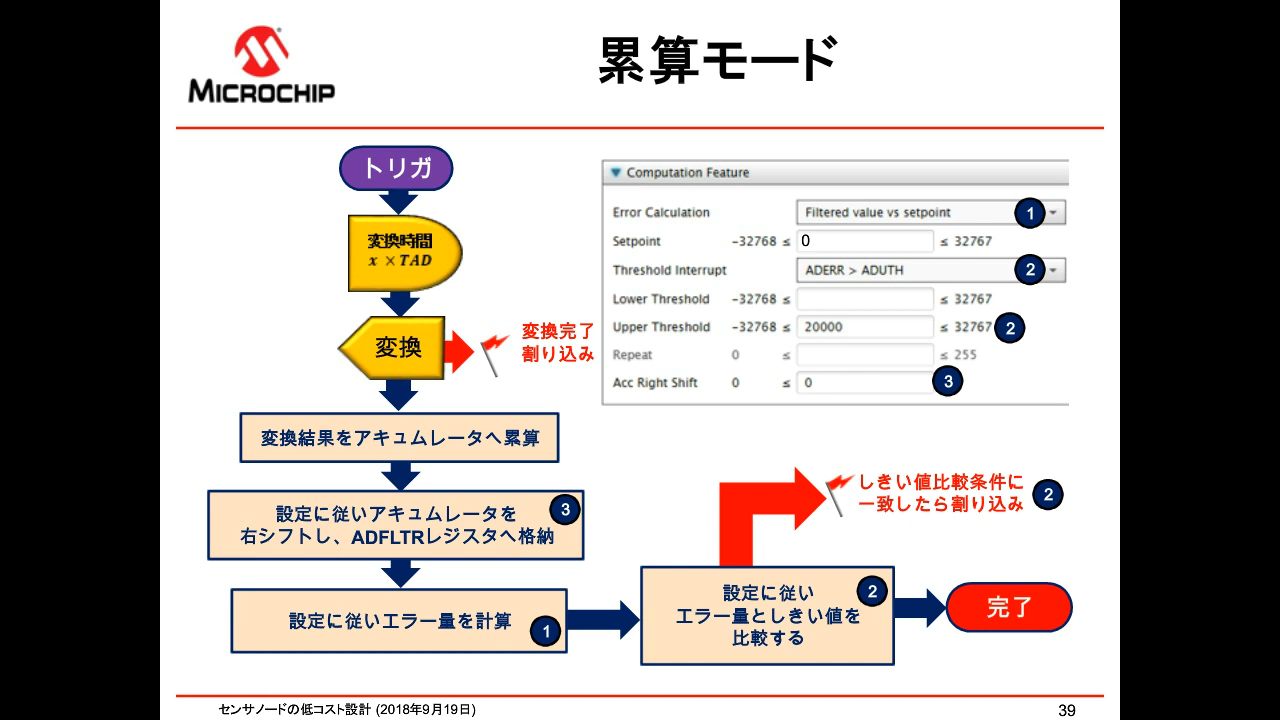 MICROCHIP
累算モード
トリガ
変換時間
x × TAD
変換
変換完了
割り込み
変換結果をアキュムレータへ累算
設定に従いアキュムレータを
右シフトし、ADFLTRレジスタへ格納
3
設定に従いエラー量を計算
1
Computation Feature
Error Calculation Filtered value vs setpoint 1
Setpoint -32768 ≤ 0 ≤ 32767
Threshold Interrupt ADERR > ADUTH 2
Lower Threshold -32768 ≤ ≤ 32767
Upper Threshold -32768 ≤ 20000 ≤ 32767 2
Repeat 0 ≤ ≤ 255
Acc Right Shift 0 ≤ 0 3
しきい値比較条件に
一致したら割り込み
2
設定に従い
エラー量としきい値を
比較する
2
完了
センサノードの低コスト設計 (2018年9月19日)
39